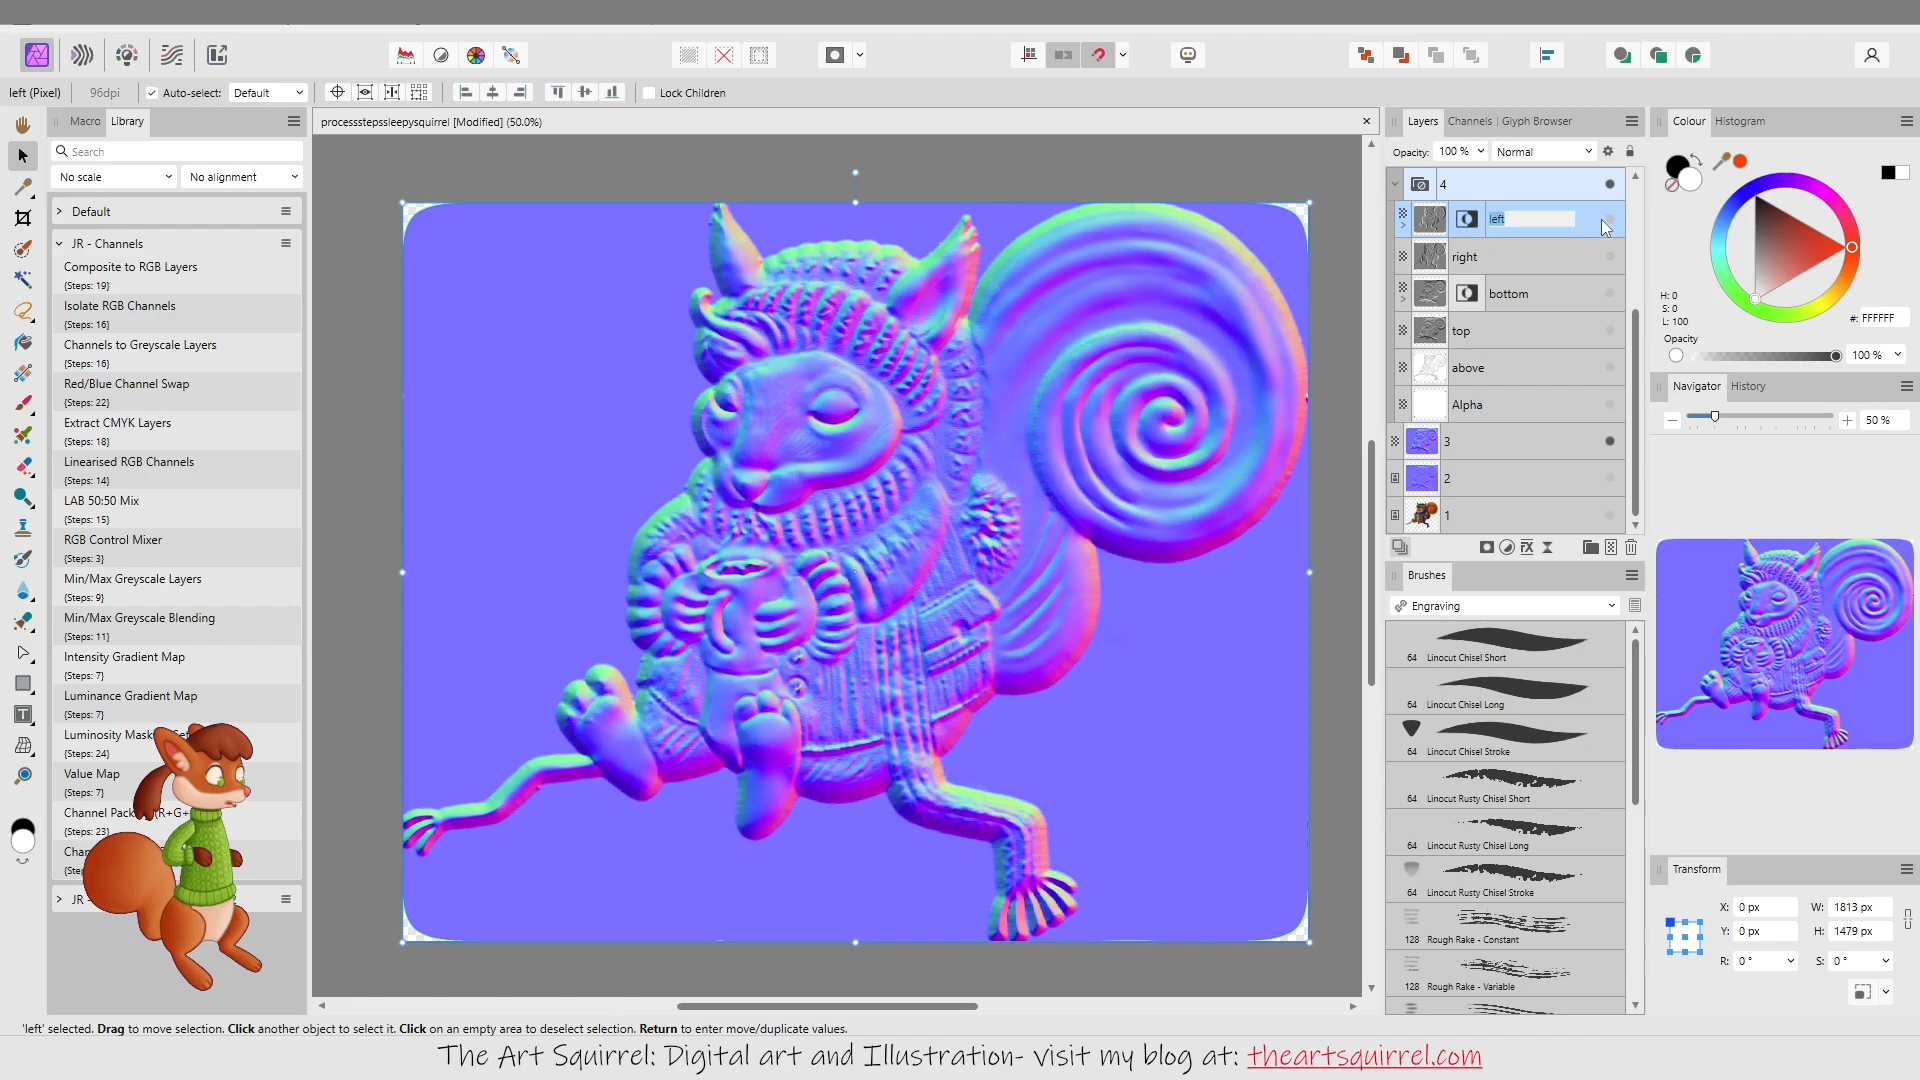 left (Pixel)
96dpi
Auto-select:
Default
Lock Children
Macro
Library
processstepssleepysquirrel [Modified] (50.0%)
Search
No scale
No alignment
Default
JR - Channels
Composite to RGB Layers
{Steps: 19}
Isolate RGB Channels
{Steps: 16}
Channels to Greyscale Layers
{Steps: 16}
Red/Blue Channel Swap
{Steps: 22}
Extract CMYK Layers
{Steps: 18}
Linearised RGB Channels
{Steps: 14}
LAB 50:50 Mix
{Steps: 15}
RGB Control Mixer
{Steps: 3}
Min/Max Greyscale Layers
{Steps: 9}
Min/Max Greyscale Blending
{Steps: 11}
Intensity Gradient Map
{Steps: 7}
Luminance Gradient Map
{Steps: 7}
Luminosity Mask
{Steps: 24}
Value Map
{Steps: 7}
Channel Pack (R+G+
{Steps: 23}
Chan
{Step
JR -
Layers
Channels
Glyph Browser
Opacity:
100 %
Normal
4
left
right
bottom
top
above
Alpha
3
2
1
Brushes
Engraving
64 Linocut Chisel Short
64 Linocut Chisel Long
64 Linocut Chisel Stroke
64 Linocut Rusty Chisel Short
64 Linocut Rusty Chisel Long
64 Linocut Rusty Chisel Stroke
128 Rough Rake - Constant
128 Rough Rake - Variable
Colour
Histogram
H: 0
S: 0
L: 100
#: FFFFFF
Opacity
100 %
Navigator
History
50 %
Transform
X: 0 px
W: 1813 px
Y: 0 px
H: 1479 px
R: 0 °
S: 0 °
'left' selected. Drag to move selection. Click another object to select it. Click on an empty area to deselect selection. Return to enter move/duplicate values.
The Art Squirrel: Digital art and Illustration- visit my blog at: theartsquirrel.com